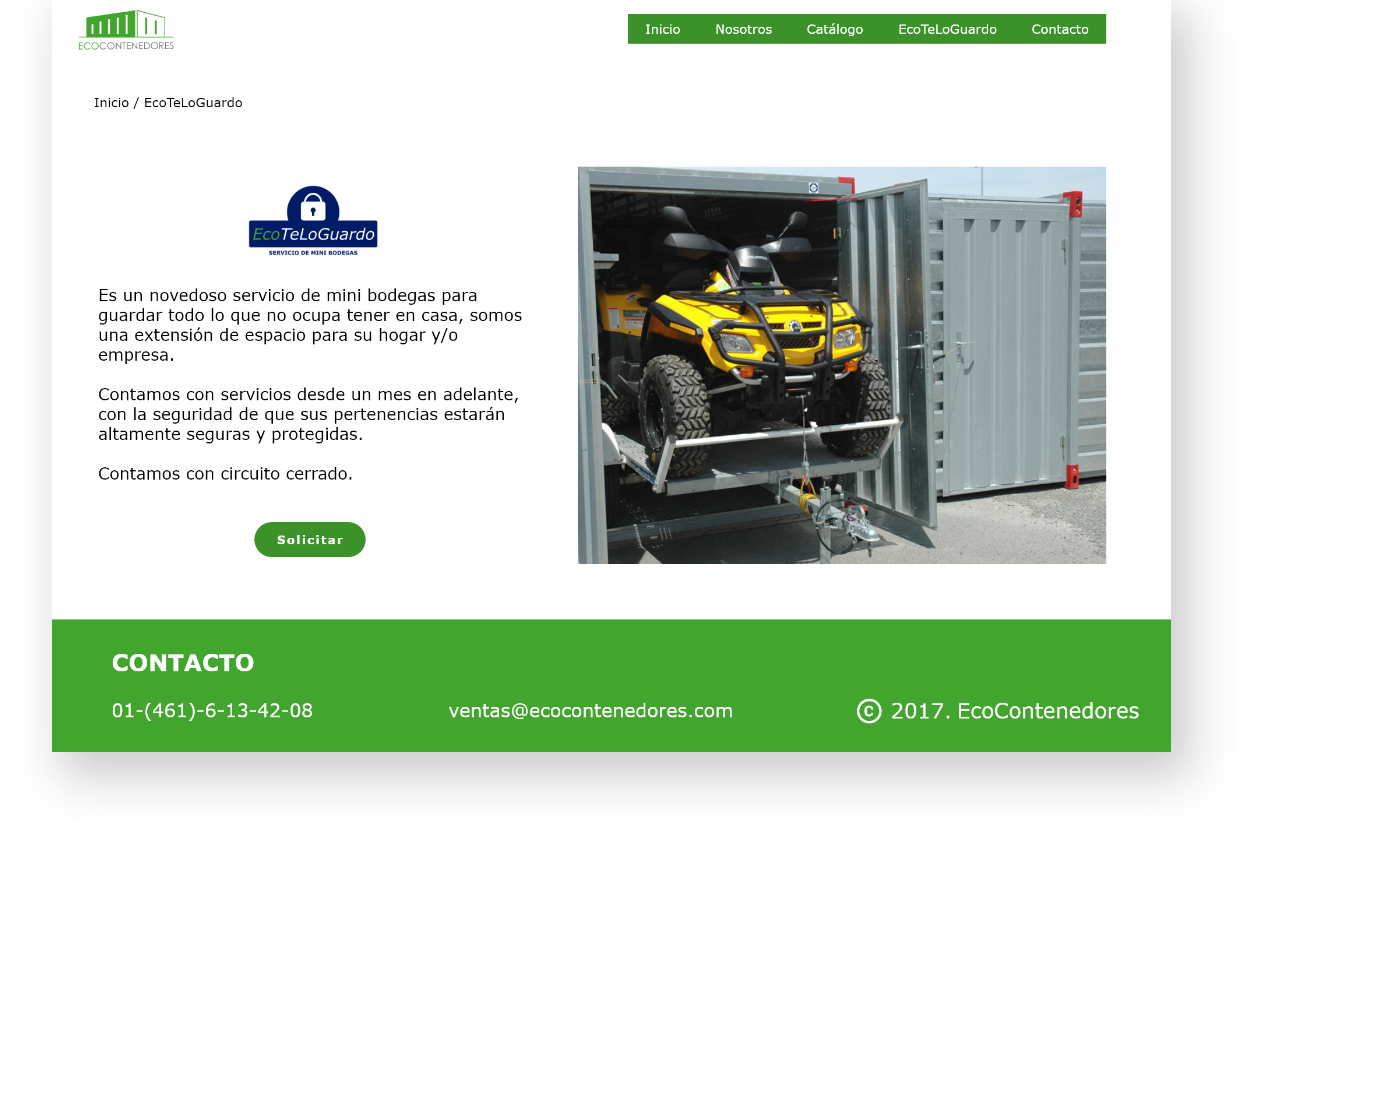 ECOCONTENEDORES
Inicio
Nosotros
Catálogo
EcoTeLoGuardo
Contacto
Inicio / EcoTeLoGuardo
EcoTeLoGuardo
SERVICIO DE MINI BODEGAS
Es un novedoso servicio de mini bodegas para
guardar todo lo que no ocupa tener en casa, somos
una extensión de espacio para su hogar y/o
empresa.
Contamos con servicios desde un mes en adelante,
con la seguridad de que sus pertenencias estarán
altamente seguras y protegidas.
Contamos con circuito cerrado.
Solicitar
CONTACTO
01-(461)-6-13-42-08
ventas@ecocontenedores.com
© 2017. EcoContenedores